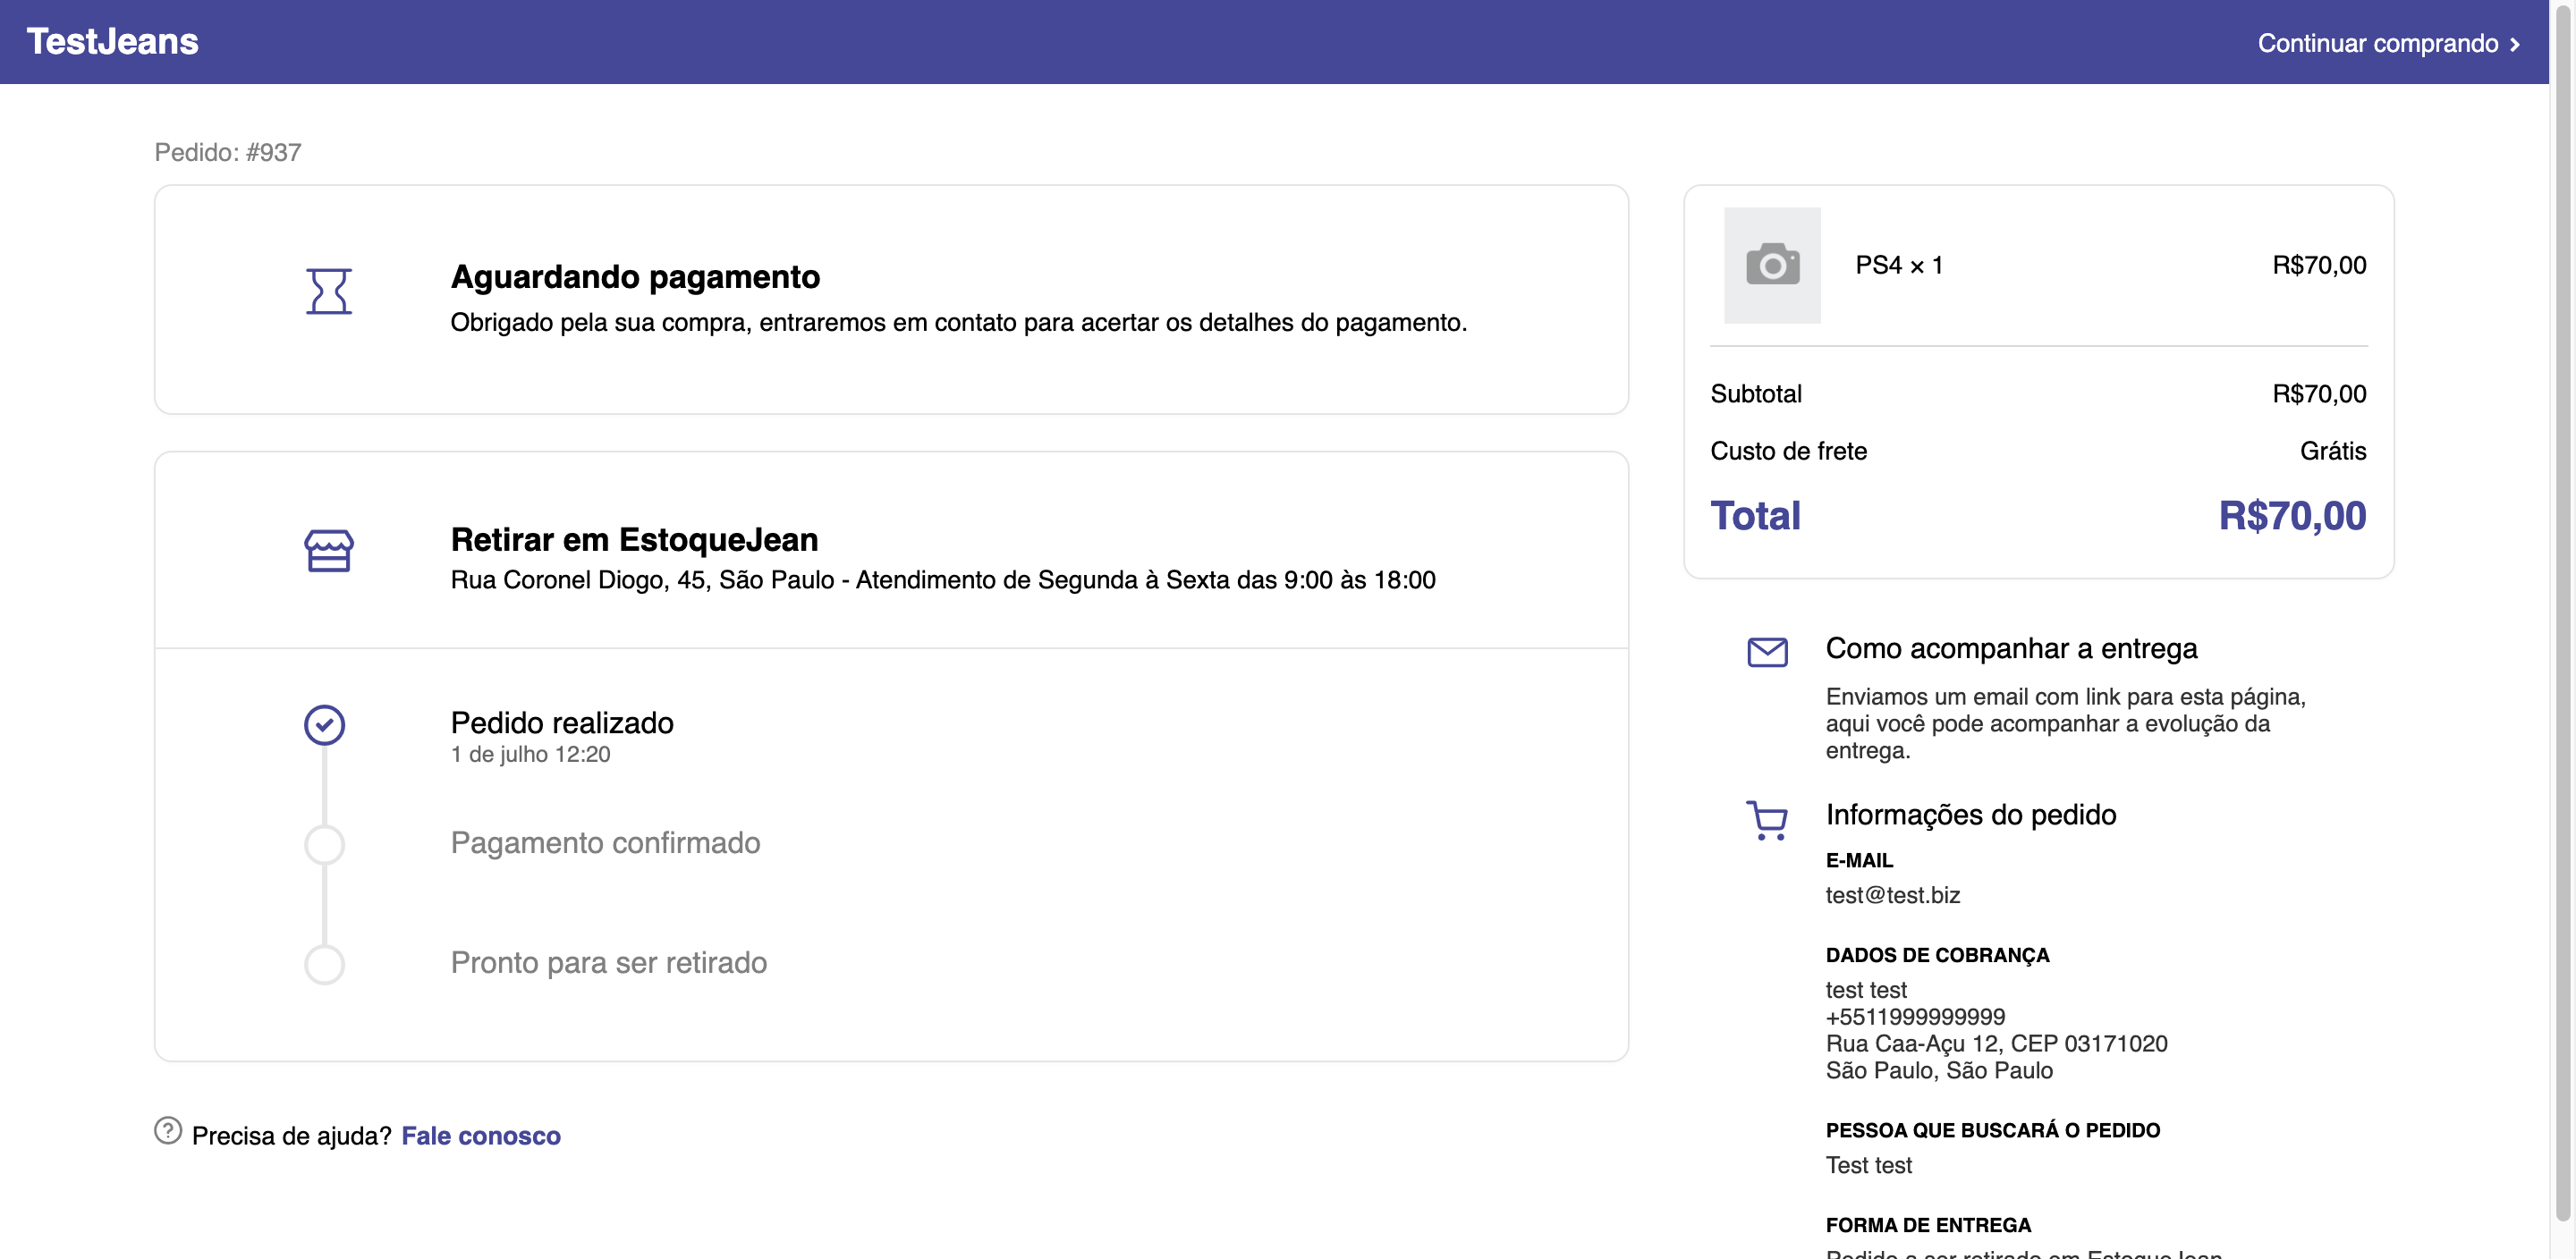 TestJeans
Continuar comprando
Pedido: #937
Aguardando pagamento
Obrigado pela sua compra, entraremos em contato para acertar os detalhes do pagamento.
Retirar em EstoqueJean
Rua Coronel Diogo, 45, São Paulo - Atendimento de Segunda à Sexta das 9:00 às 18:00
Pedido realizado
1 de julho 12:20
Pagamento confirmado
Pronto para ser retirado
Precisa de ajuda? Fale conosco
PS4 × 1 R$70,00
Subtotal R$70,00
Custo de frete Grátis
Total R$70,00
Como acompanhar a entrega
Enviamos um email com link para esta página,
aqui você pode acompanhar a evolução da
entrega.
Informações do pedido
E-MAIL
test@test.biz
DADOS DE COBRANÇA
test test
+5511999999999
Rua Caa-Açu 12, CEP 03171020
São Paulo, São Paulo
PESSOA QUE BUSCARÁ O PEDIDO
Test test
FORMA DE ENTREGA
Pedido a ser retirado em EstoqueJean